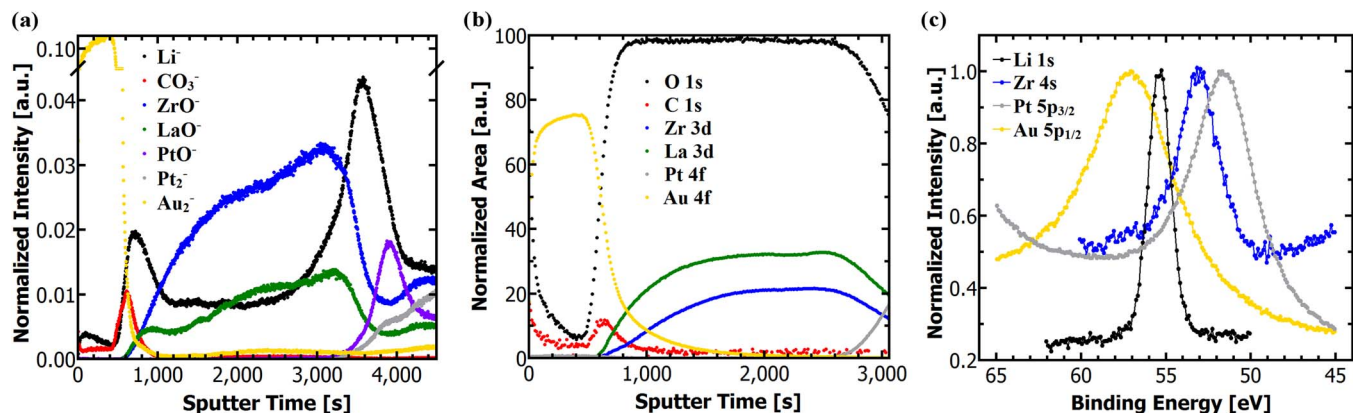 (a)
Normalized Intensity [a.u.]
0.10
0.04
0.03
0.02
0.01
0.00
Li⁻
CO₃⁻
ZrO⁻
LaO⁻
PtO⁻
Pt₂⁻
Au₂⁻
0 1,000 2,000 3,000 4,000
Sputter Time [s]
(b)
Normalized Area [a.u.]
100
80
60
40
20
0
O 1s
C 1s
Zr 3d
La 3d
Pt 4f
Au 4f
0 1,000 2,000 3,000
Sputter Time [s]
(c)
Normalized Intensity [a.u.]
1.0
0.8
0.6
0.4
0.2
Li 1s
Zr 4s
Pt 5p3/2
Au 5p1/2
65 60 55 50 45
Binding Energy [eV]